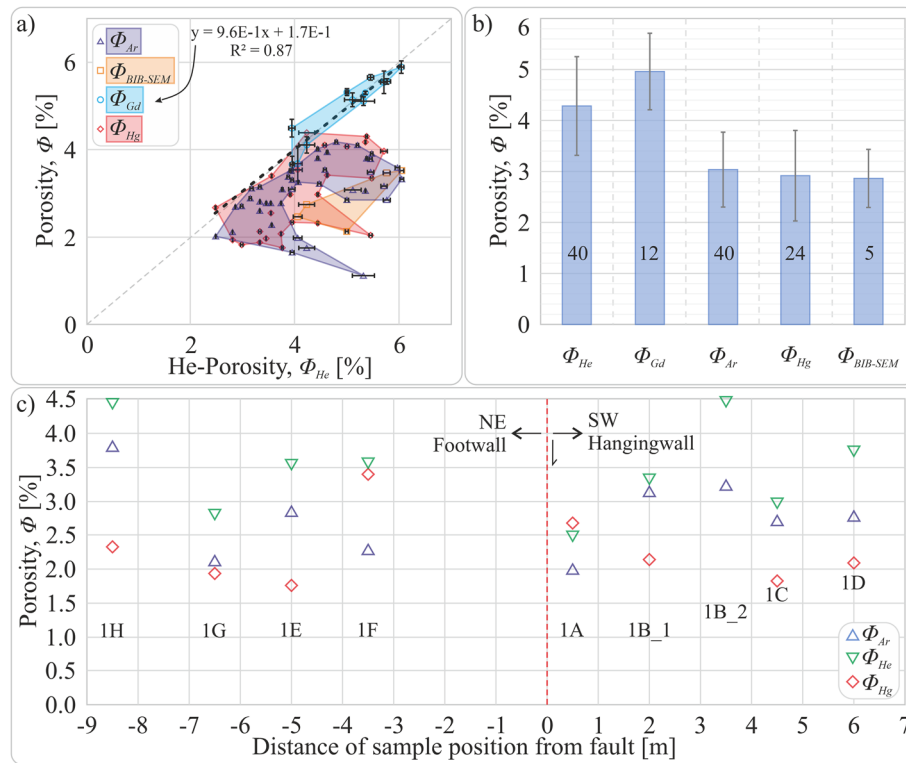 a)
y = 9.6E-1x + 1.7E-1
R² = 0.87
Φ_Ar
Φ_BIB-SEM
Φ_Gd
Φ_Hg
Porosity, Φ [%]
6
4
2
0
0 2 4 6
He-Porosity, Φ_He [%]
b)
Porosity, Φ [%]
6
5
4
3
2
1
0
40 12 40 24 5
Φ_He Φ_Gd Φ_Ar Φ_Hg Φ_BIB-SEM
c)
Porosity, Φ [%]
4.5
4.0
3.5
3.0
2.5
2.0
1.5
1.0
0.5
0.0
NE SW
Footwall Hangingwall
1H 1G 1E 1F 1A 1B_1 1B_2 1C 1D
Φ_Ar
Φ_He
Φ_Hg
-9 -8 -7 -6 -5 -4 -3 -2 -1 0 1 2 3 4 5 6 7
Distance of sample position from fault [m]